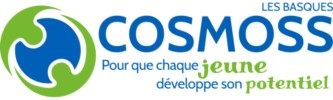 LES BASQUES
COSMOSS
Pour que chaque jeune
développe son potentiel